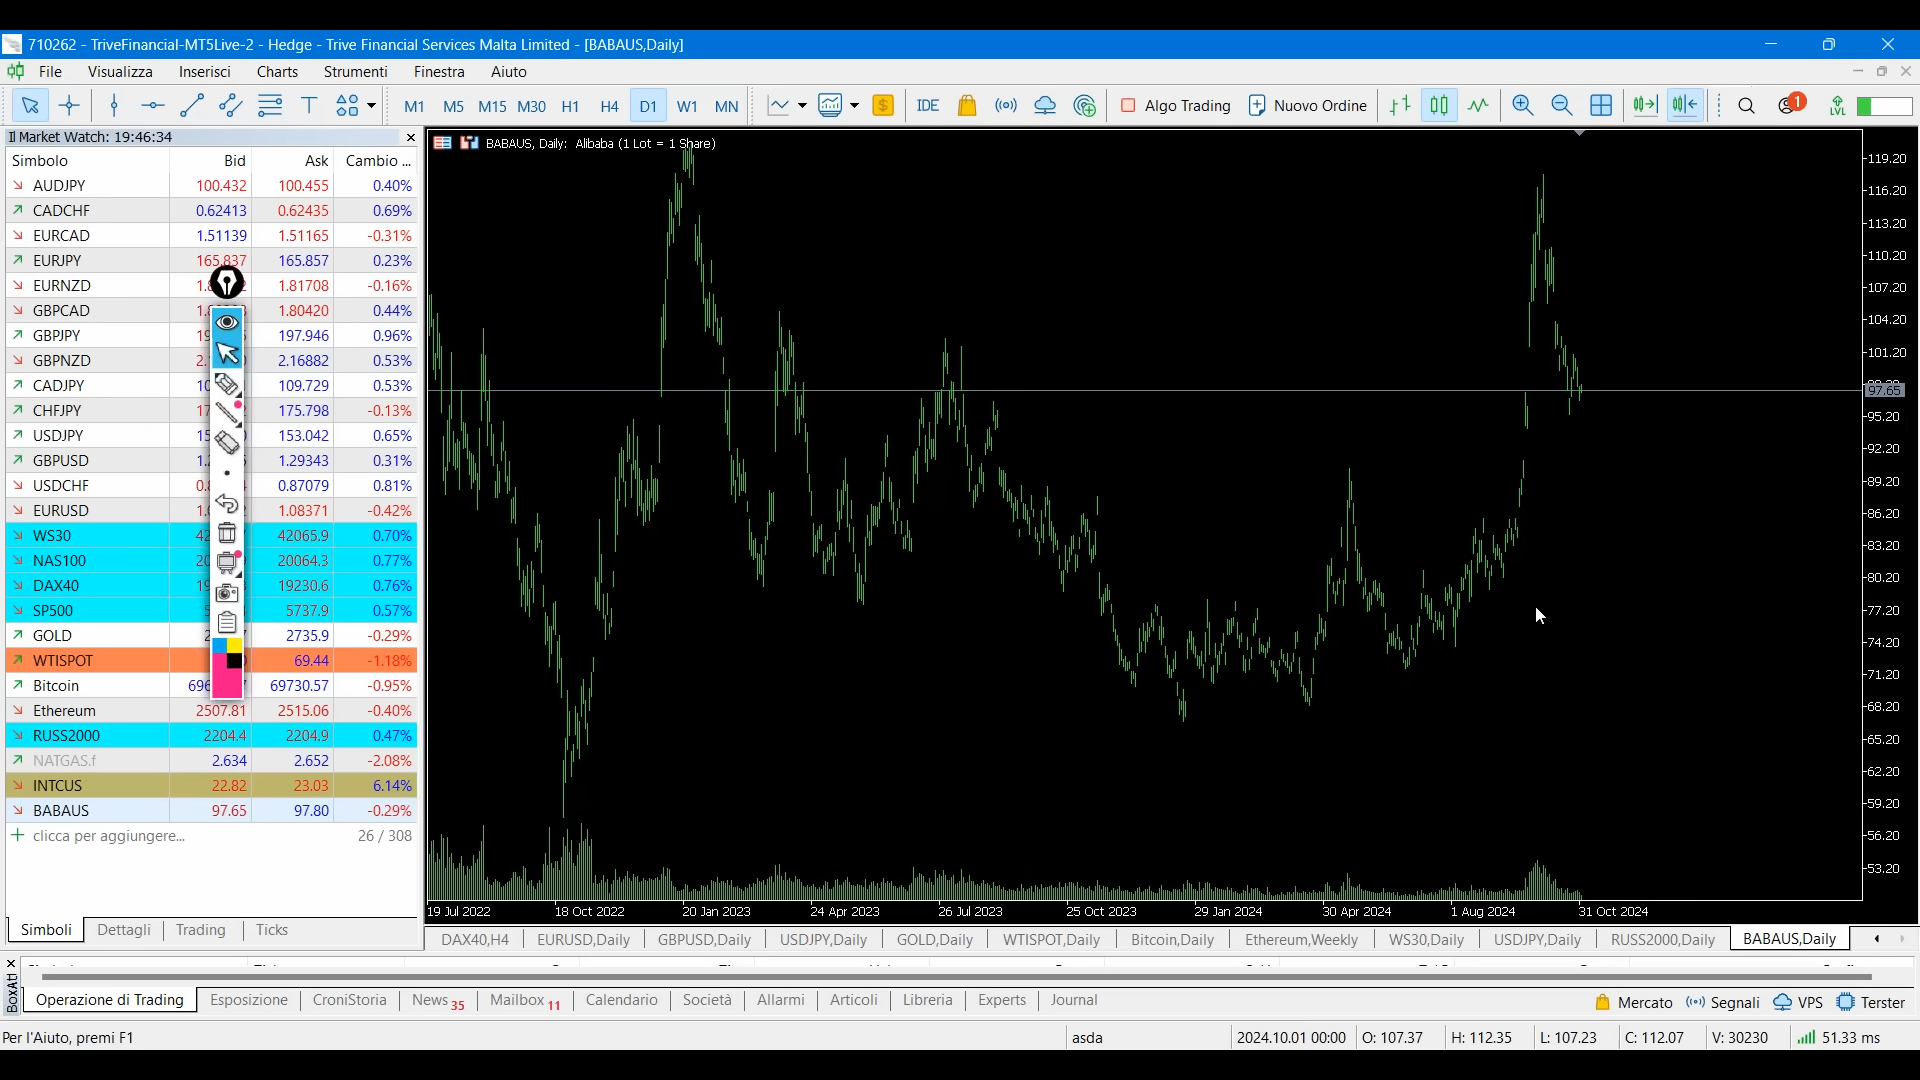 710262 - TriveFinancial-MT5Live-2 - Hedge - Trive Financial Services Malta Limited - [BABAUS,Daily]
File Visualizza Inserisci Charts Strumenti Finestra Aiuto
M1 M5 M15 M30 H1 H4 D1 W1 MN IDE Algo Trading Nuovo Ordine 1 LVL
Market Watch: 19:46:34
Simbolo Bid Ask Cambio ...
AUDJPY 100.432 100.455 0.40%
CADCHF 0.62413 0.62435 0.69%
EURCAD 1.51139 1.51165 -0.31%
EURJPY 165.837 165.857 0.23%
EURNZD 1.81708 -0.16%
GBPCAD 1.80420 0.44%
GBPJPY 197.946 0.96%
GBPNZD 2.16882 0.53%
CADJPY 109.729 0.53%
CHFJPY 175.798 -0.13%
USDJPY 153.042 0.65%
GBPUSD 1.29343 0.31%
USDCHF 0.87079 0.81%
EURUSD 1.08371 -0.42%
WS30 42065.9 0.70%
NAS100 20064.3 0.77%
DAX40 19230.6 0.76%
SP500 5737.9 0.57%
GOLD 2735.9 -0.29%
WTISPOT 69.44 -1.18%
Bitcoin 69730.57 -0.95%
Ethereum 2507.81 2515.06 -0.40%
RUSS2000 2204.4 2204.9 0.47%
NATGAS.f 2.634 2.652 -2.08%
INTCUS 22.82 23.03 6.14%
BABAUS 97.65 97.80 -0.29%
clicca per aggiungere... 26 / 308
Simboli Dettagli Trading Ticks
BABAUS, Daily: Alibaba (1 Lot = 1 Share)
119.20
116.20
113.20
110.20
107.20
104.20
101.20
97.65
95.20
92.20
89.20
86.20
83.20
80.20
77.20
74.20
71.20
68.20
65.20
62.20
59.20
56.20
53.20
19 Jul 2022 18 Oct 2022 20 Jan 2023 24 Apr 2023 26 Jul 2023 25 Oct 2023 29 Jan 2024 30 Apr 2024 1 Aug 2024 31 Oct 2024
DAX40,H4 EURUSD,Daily GBPUSD,Daily USDJPY,Daily GOLD,Daily WTISPOT,Daily Bitcoin,Daily Ethereum,Weekly WS30,Daily USDJPY,Daily RUSS2000,Daily BABAUS,Daily
Operazione di Trading Esposizione CroniStoria News 35 Mailbox 11 Calendario Società Allarmi Articoli Libreria Experts Journal Mercato Segnali VPS Terster
Per l'Aiuto, premi F1 asda 2024.10.01 00:00 O: 107.37 H: 112.35 L: 107.23 C: 112.07 V: 30230 51.33 ms